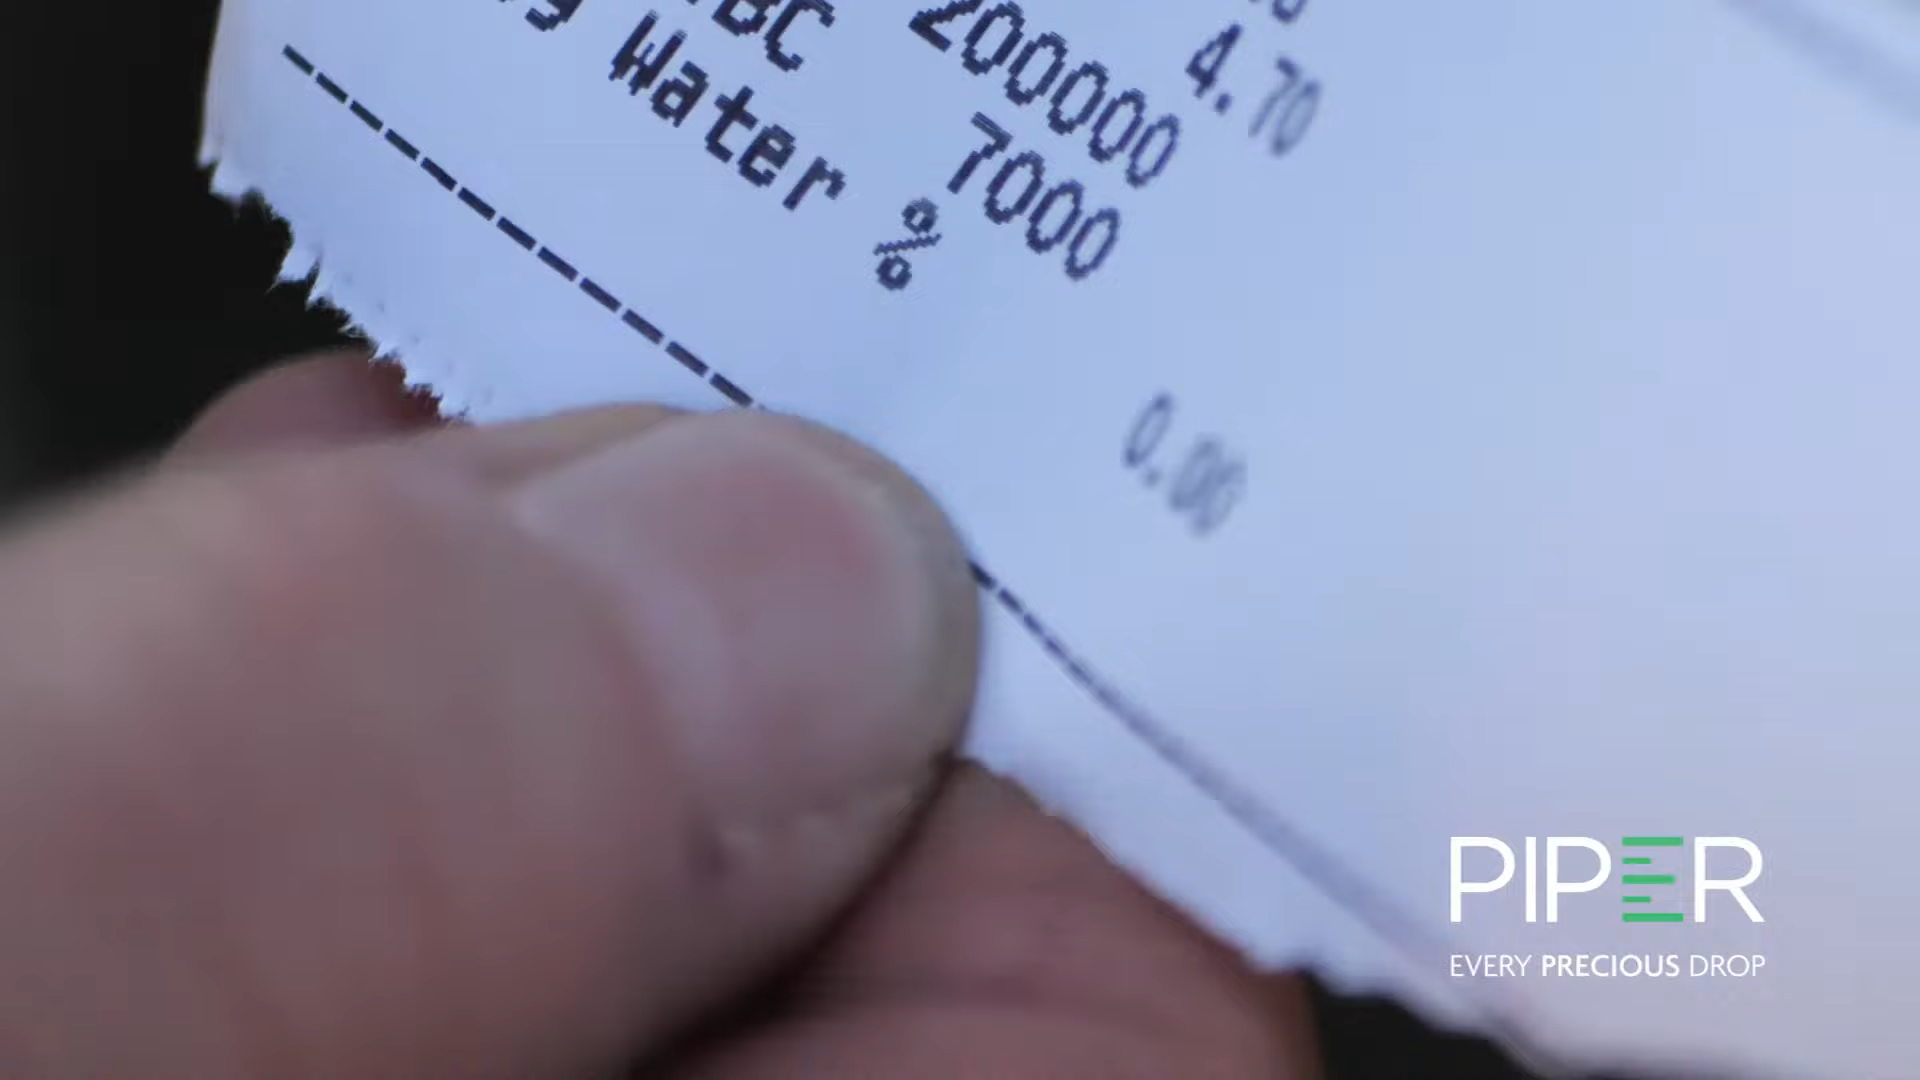 4.70
BC 200000
7000
g Water %
0.00
PIPER
EVERY PRECIOUS DROP